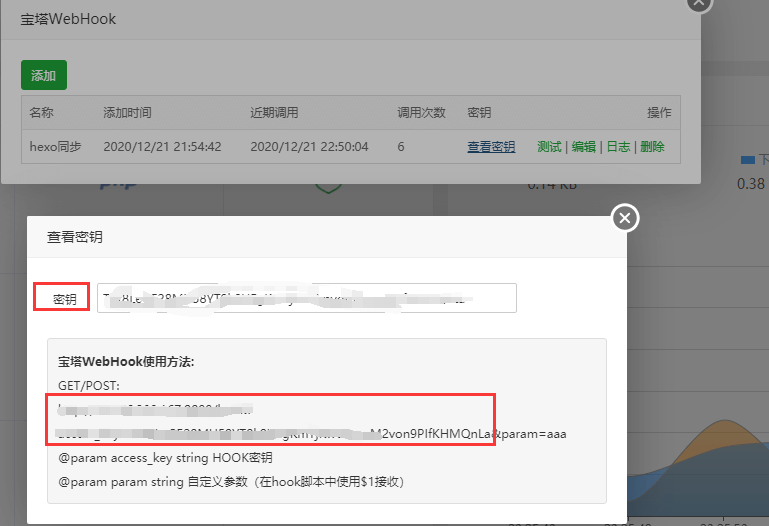 宝塔WebHook
添加
名称 添加时间 近期调用 调用次数 密钥 操作
hexo同步 2020/12/21 21:54:42 2020/12/21 22:50:04 6 查看密钥 测试 | 编辑 | 日志 | 删除
下
php
0.14 KB 0.38
查看密钥
密钥
宝塔WebHook使用方法:
GET/POST:
M2von9PIfKHMQnLa&param=aaa
@param access_key string HOOK密钥
@param param string 自定义参数（在hook脚本中使用$1接收）